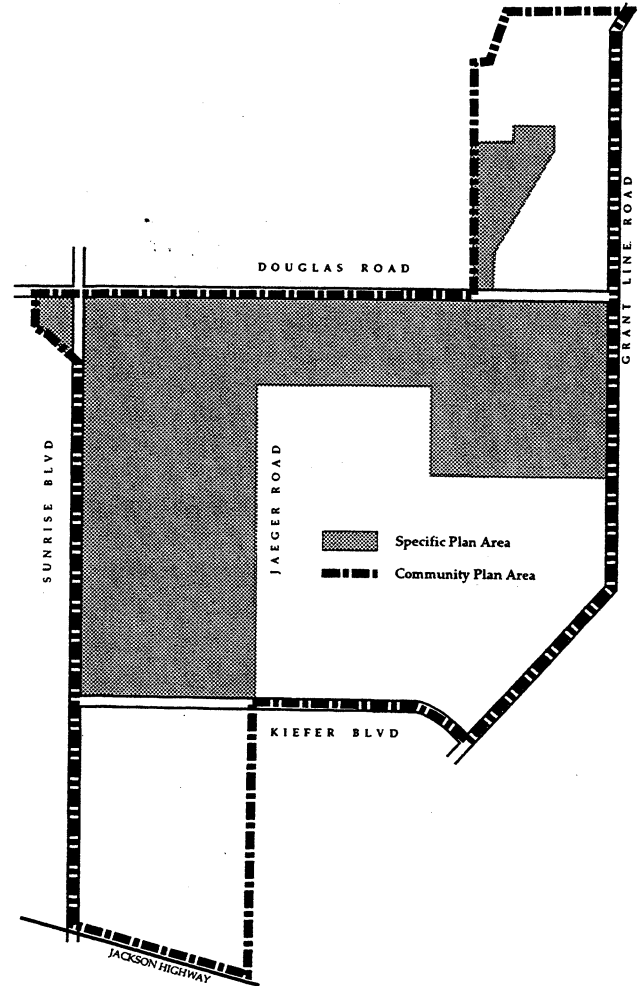 DOUGLAS ROAD
GRANT LINE ROAD
SUNRISE BLVD
JAEGER ROAD
Specific Plan Area
Community Plan Area
KIEFER BLVD
JACKSON HIGHWAY